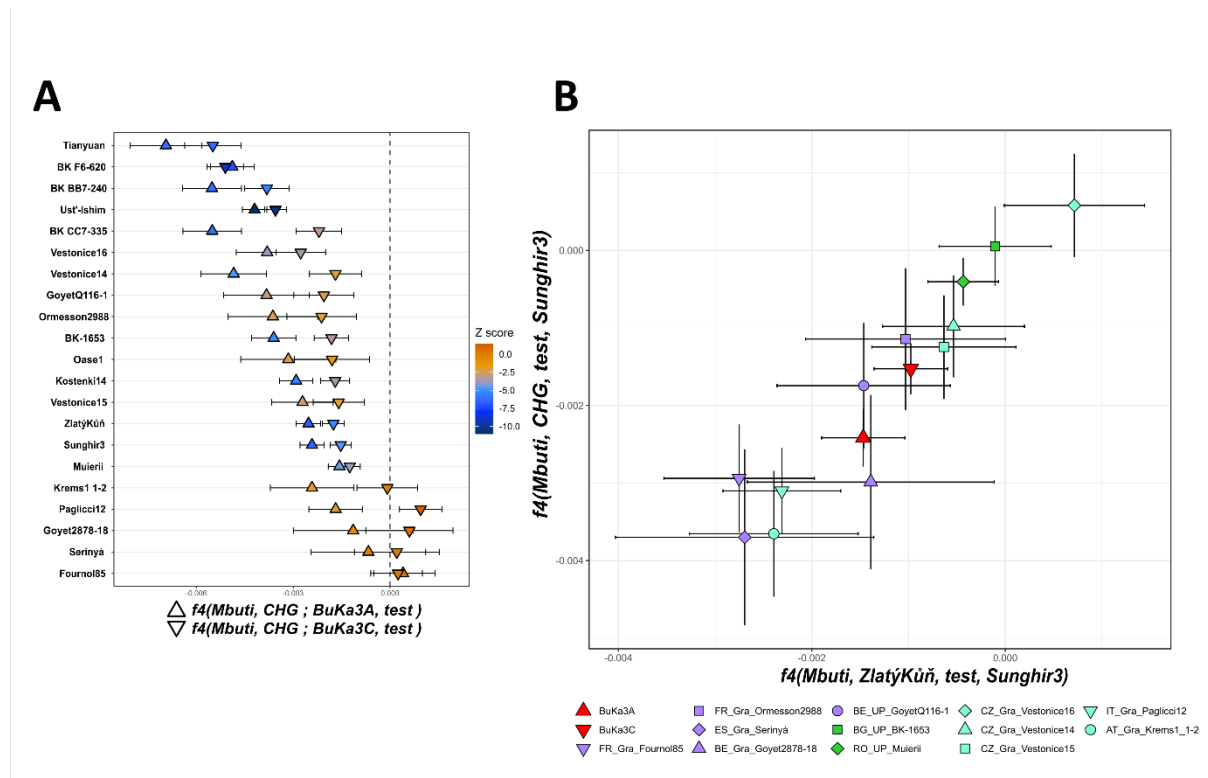 A
B
Tianyuan
BK F6-620
BK BB7-240
Ust'-Ishim
BK CC7-335
Vestonice16
Vestonice14
GoyetQ116-1
Ormesson2988
BK-1653
Oase1
Kostenki14
Vestonice15
ZlatýKůň
Sunghir3
Muierii
Krems1 1-2
Paglicci12
Goyet2878-18
Serinyà
Fournol85
-0.006
-0.003
0.000
f4(Mbuti, CHG ; BuKa3A, test )
f4(Mbuti, CHG ; BuKa3C, test )
Z score
0.0
-2.5
-5.0
-7.5
-10.0
f4(Mbuti, CHG, test, Sunghir3)
0.000
-0.002
-0.004
-0.004
-0.002
0.000
f4(Mbuti, ZlatýKůň, test, Sunghir3)
BuKa3A
FR_Gra_Ormesson2988
BE_UP_GoyetQ116-1
CZ_Gra_Vestonice16
IT_Gra_Paglicci12
BuKa3C
ES_Gra_Serinyà
BG_UP_BK-1653
CZ_Gra_Vestonice14
AT_Gra_Krems1_1-2
FR_Gra_Fournol85
BE_Gra_Goyet2878-18
RO_UP_Muierii
CZ_Gra_Vestonice15